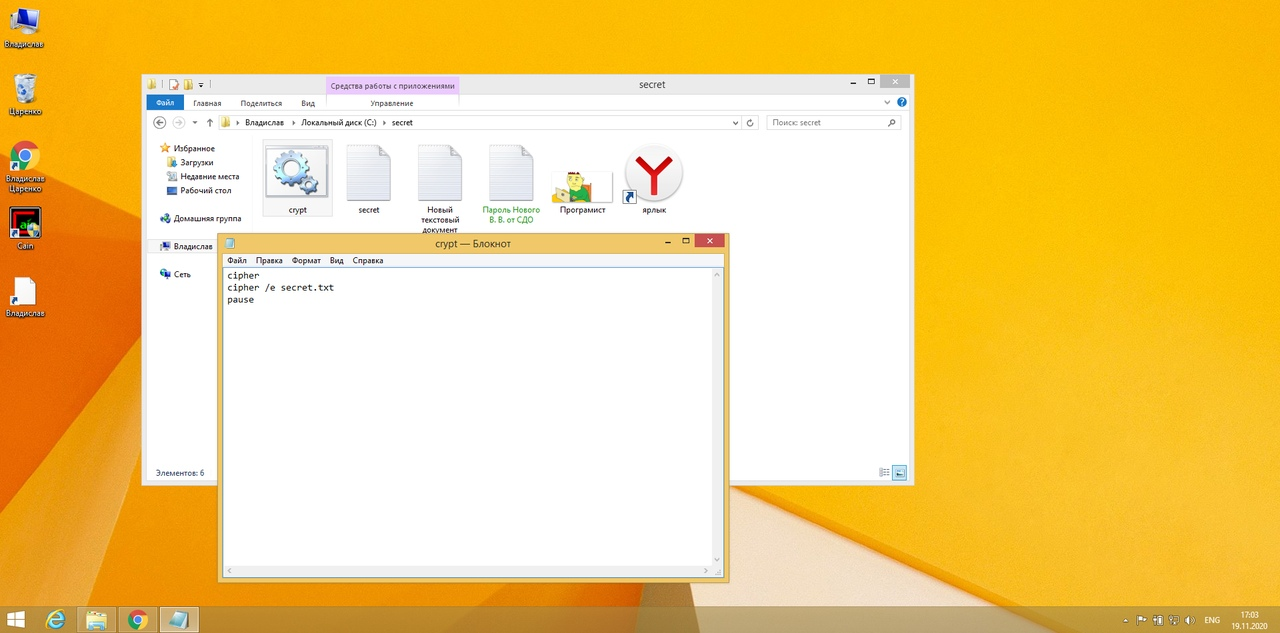 Владислав
Царенко
Владислав
Царенко
Cain
Владислав
Средства работы с приложениями
secret
Файл
Главная
Поделиться
Вид
Управление
Владислав
Локальный диск (C:)
secret
Поиск: secret
Избранное
Загрузки
Недавние места
Рабочий стол
Домашняя группа
Владислав
Сеть
crypt
secret
Новый
текстовый
документ
Пароль Нового
В. В. от СДО
Програмист
ярлык
Элементов: 6
crypt — Блокнот
Файл Правка Формат Вид Справка
cipher
cipher /e secret.txt
pause
ENG
17:03
19.11.2020